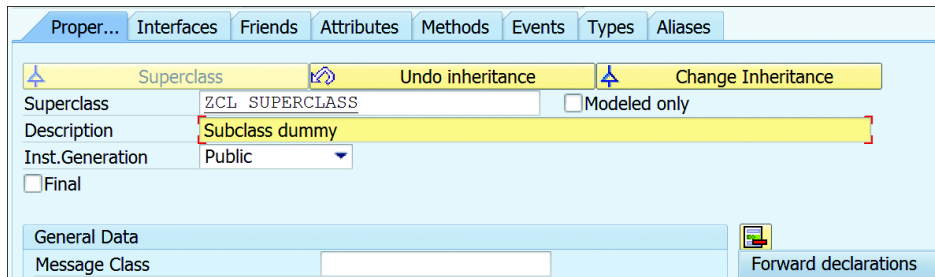 Proper... Interfaces Friends Attributes Methods Events Types Aliases
Superclass Undo inheritance Change Inheritance
Superclass ZCL SUPERCLASS Modeled only
Description Subclass dummy
Inst.Generation Public
Final
General Data
Message Class Forward declarations